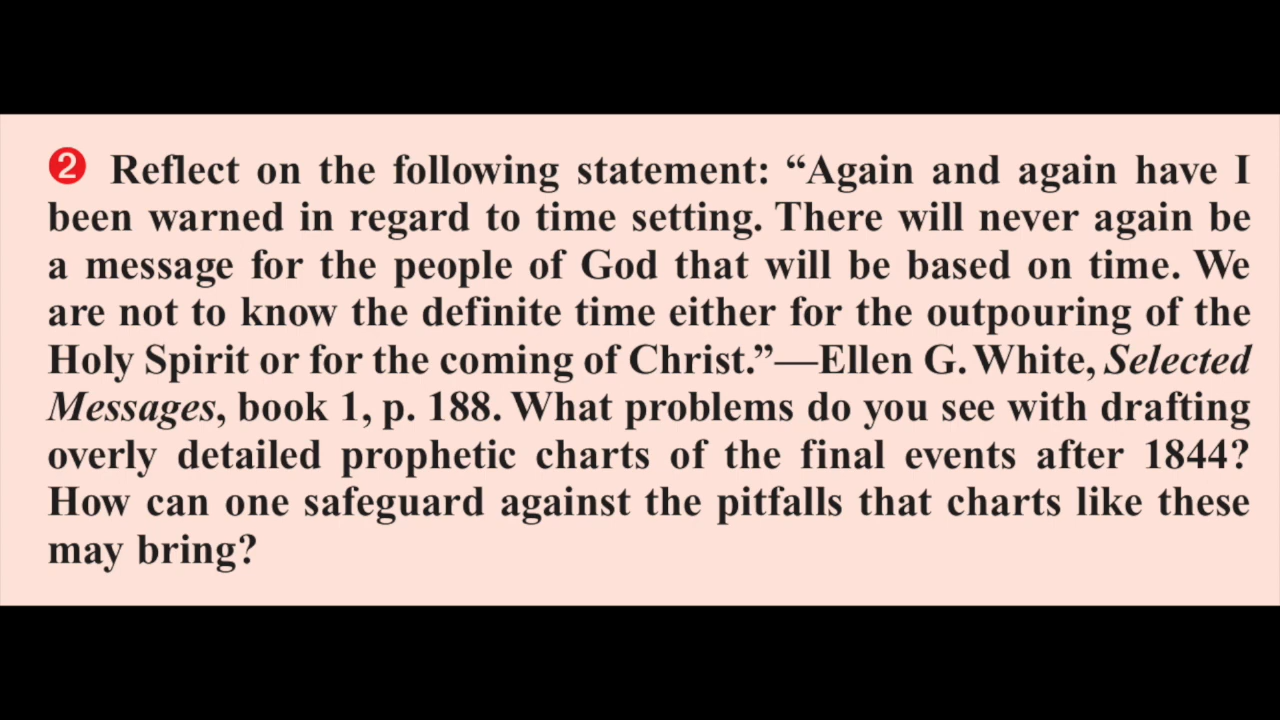 ❷ Reflect on the following statement: “Again and again have I
been warned in regard to time setting. There will never again be
a message for the people of God that will be based on time. We
are not to know the definite time either for the outpouring of the
Holy Spirit or for the coming of Christ.”—Ellen G. White, Selected
Messages, book 1, p. 188. What problems do you see with drafting
overly detailed prophetic charts of the final events after 1844?
How can one safeguard against the pitfalls that charts like these
may bring?